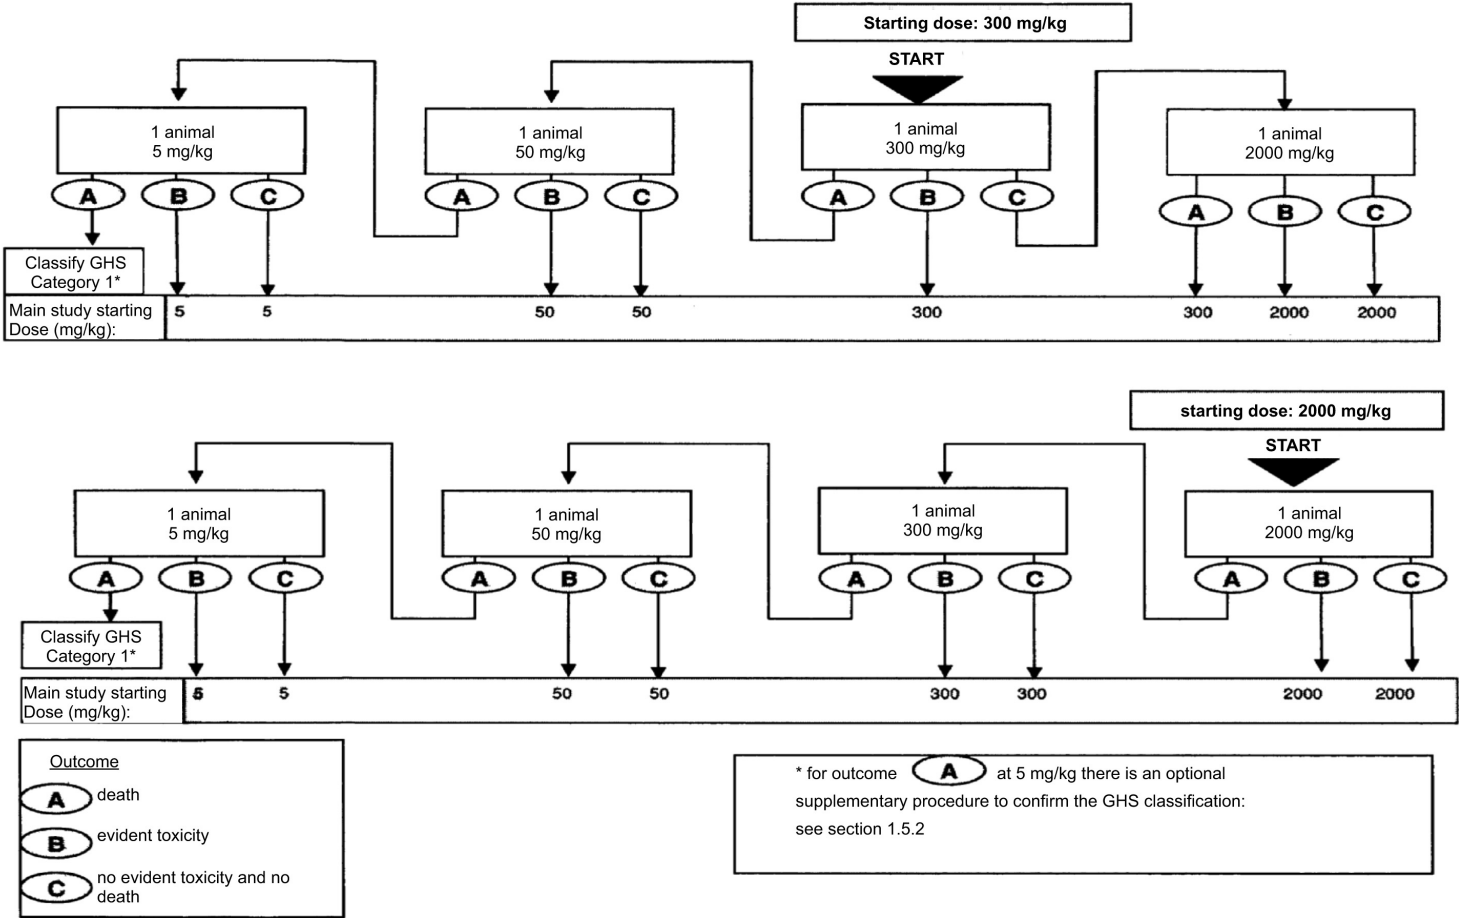 Starting dose: 300 mg/kg
START
1 animal
5 mg/kg
1 animal
50 mg/kg
1 animal
300 mg/kg
1 animal
2000 mg/kg
A B C
A B C
A B C
A B C
Classify GHS
Category 1*
Main study starting
Dose (mg/kg):
5 5 50 50 300 300 2000 2000
starting dose: 2000 mg/kg
START
1 animal
5 mg/kg
1 animal
50 mg/kg
1 animal
300 mg/kg
1 animal
2000 mg/kg
A B C
A B C
A B C
A B C
Classify GHS
Category 1*
Main study starting
Dose (mg/kg):
5 5 50 50 300 300 2000 2000
Outcome
A death
B evident toxicity
C no evident toxicity and no
death
* for outcome A at 5 mg/kg there is an optional
supplementary procedure to confirm the GHS classification:
see section 1.5.2